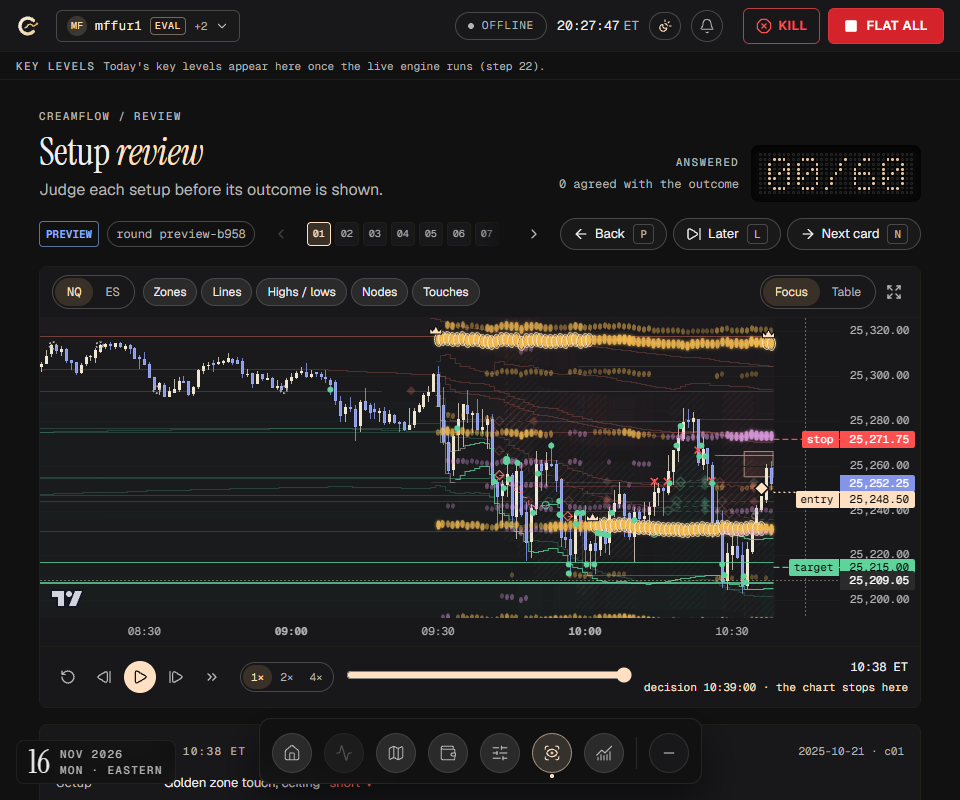 MF mffur1 EVAL +2
OFFLINE
20:27:47 ET
KILL
FLAT ALL
KEY LEVELS Today's key levels appear here once the live engine runs (step 22).
CREAMFLOW / REVIEW
Setup review
Judge each setup before its outcome is shown.
ANSWERED
0 agreed with the outcome
00/60
PREVIEW
round preview-b958
01 02 03 04 05 06 07
Back P
Later L
Next card N
NQ ES
Zones
Lines
Highs / lows
Nodes
Touches
Focus Table
25,320.00
25,300.00
25,280.00
stop 25,271.75
25,260.00
25,252.25
entry 25,248.50
25,240.00
25,220.00
target 25,215.00
25,209.05
25,200.00
08:30 09:00 09:30 10:00 10:30
1× 2× 4×
10:38 ET
decision 10:39:00 · the chart stops here
16 NOV 2026
MON · EASTERN
10:38 ET
2025-10-21 · c01
Setup Golden zone touch, ceiling short